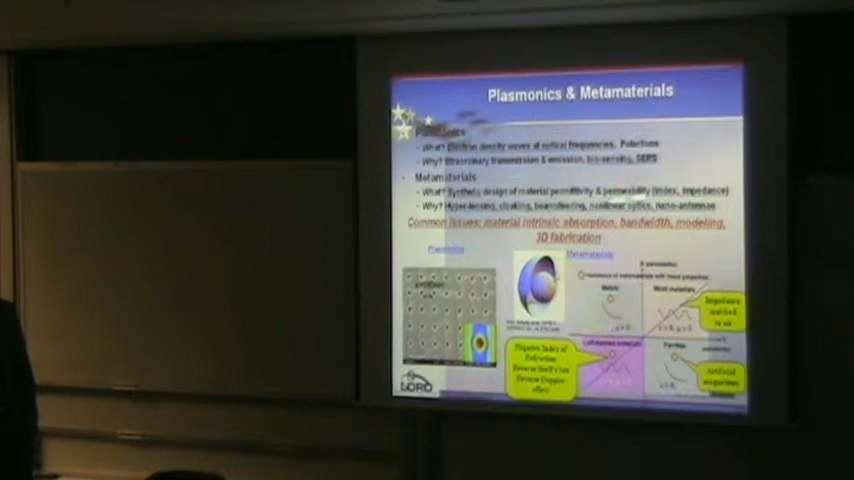 Plasmonics & Metamaterials
Plasmonics
- What? Electron density waves at optical frequencies, Polaritons
- Why? Extraordinary transmission & emission, bio-sensing, SERS
- Metamaterials
- What? Synthetic design of material permittivity & permeability (index, impedance)
- Why? Hyper-lensing, cloaking, beamsteering, nonlinear optics, nano-antennae
Common issues: material intrinsic absorption, bandwidth, modeling,
3D fabrication
Plasmonics
Metamaterials
Metals
Most materials
Impedance
matched
to air
Left-handed materials
Ferrites
Negative Index of
Refraction
Reverse Snell's law
Reverse Doppler
effect
Artificial
magnetism